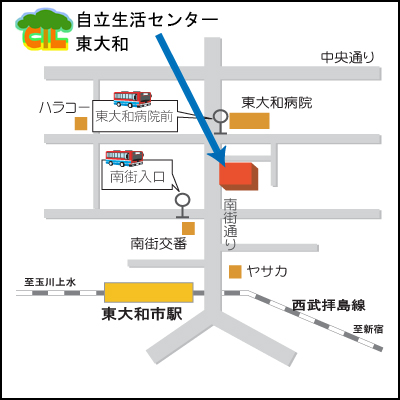 CIL
自立生活センター
東大和
中央通り
ハラコー
東大和病院前
東大和病院
南街入口
南街通り
南街交番
ヤサカ
至玉川上水
東大和市駅
西武拝島線
至新宿